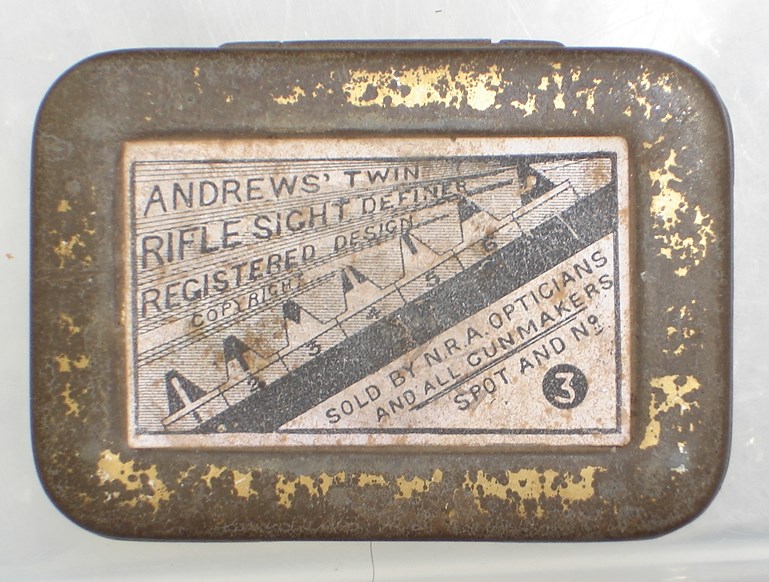 ANDREWS' TWIN
RIFLE SIGHT DEFINER
REGISTERED DESIGN
COPYRIGHT
1 2 3 4 5 6
SOLD BY N.R.A. OPTICIANS
AND ALL GUNMAKERS
SPOT AND Nº
3